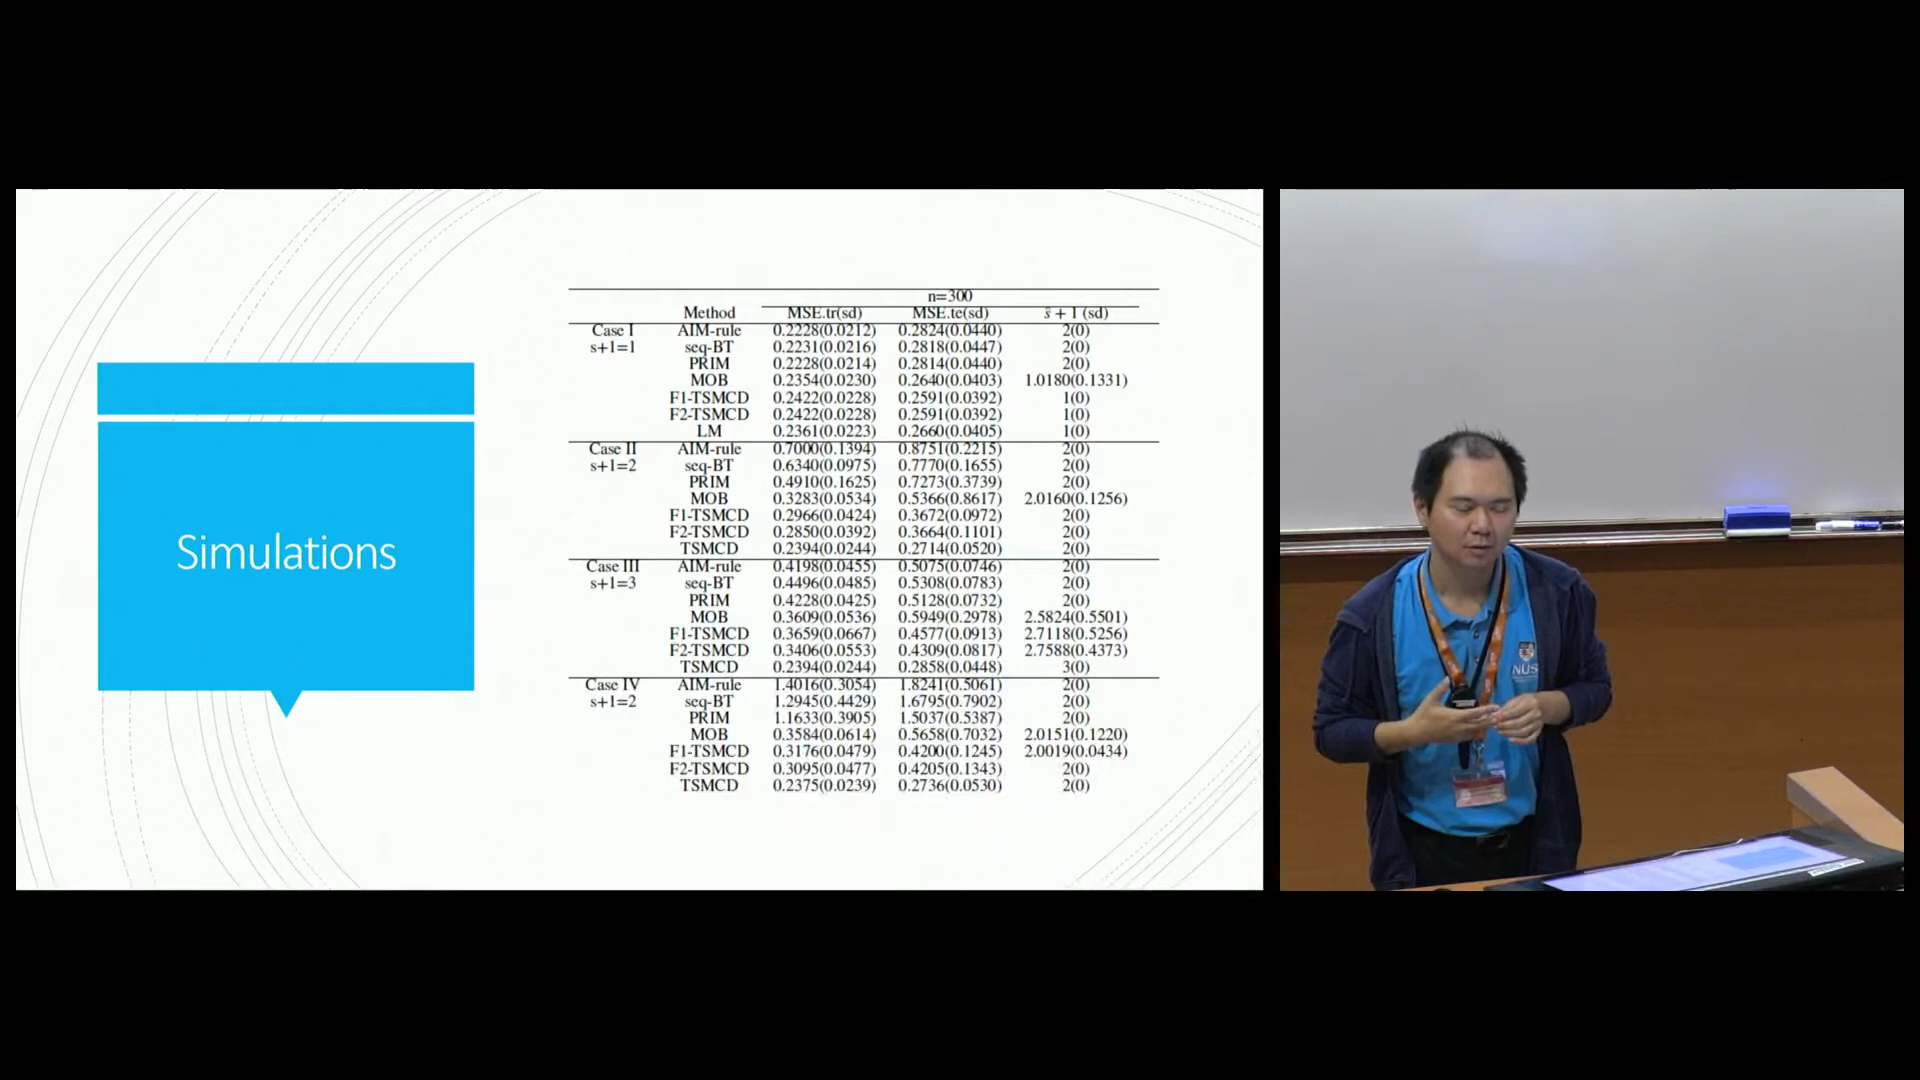 Simulations
n=300
Method MSE.tr(sd) MSE.te(sd) ŝ + 1 (sd)
Case I AIM-rule 0.2228(0.0212) 0.2824(0.0440) 2(0)
s+1=1 seq-BT 0.2231(0.0216) 0.2818(0.0447) 2(0)
PRIM 0.2228(0.0214) 0.2814(0.0440) 2(0)
MOB 0.2354(0.0230) 0.2640(0.0403) 1.0180(0.1331)
F1-TSMCD 0.2422(0.0228) 0.2591(0.0392) 1(0)
F2-TSMCD 0.2422(0.0228) 0.2591(0.0392) 1(0)
LM 0.2361(0.0223) 0.2660(0.0405) 1(0)
Case II AIM-rule 0.7000(0.1394) 0.8751(0.2215) 2(0)
s+1=2 seq-BT 0.6340(0.0975) 0.7770(0.1655) 2(0)
PRIM 0.4910(0.1625) 0.7273(0.3739) 2(0)
MOB 0.3283(0.0534) 0.5366(0.8617) 2.0160(0.1256)
F1-TSMCD 0.2966(0.0424) 0.3672(0.0972) 2(0)
F2-TSMCD 0.2850(0.0392) 0.3664(0.1101) 2(0)
TSMCD 0.2394(0.0244) 0.2714(0.0520) 2(0)
Case III AIM-rule 0.4198(0.0455) 0.5075(0.0746) 2(0)
s+1=3 seq-BT 0.4496(0.0485) 0.5308(0.0783) 2(0)
PRIM 0.4228(0.0425) 0.5128(0.0732) 2(0)
MOB 0.3609(0.0536) 0.5949(0.2978) 2.5824(0.5501)
F1-TSMCD 0.3659(0.0667) 0.4577(0.0913) 2.7118(0.5256)
F2-TSMCD 0.3406(0.0553) 0.4309(0.0817) 2.7588(0.4373)
TSMCD 0.2394(0.0244) 0.2858(0.0448) 3(0)
Case IV AIM-rule 1.4016(0.3054) 1.8241(0.5061) 2(0)
s+1=2 seq-BT 1.2945(0.4429) 1.6795(0.7902) 2(0)
PRIM 1.1633(0.3905) 1.5037(0.5387) 2(0)
MOB 0.3584(0.0614) 0.5658(0.7032) 2.0151(0.1220)
F1-TSMCD 0.3176(0.0479) 0.4200(0.1245) 2.0019(0.0434)
F2-TSMCD 0.3095(0.0477) 0.4205(0.1343) 2(0)
TSMCD 0.2375(0.0239) 0.2736(0.0530) 2(0)
NUS